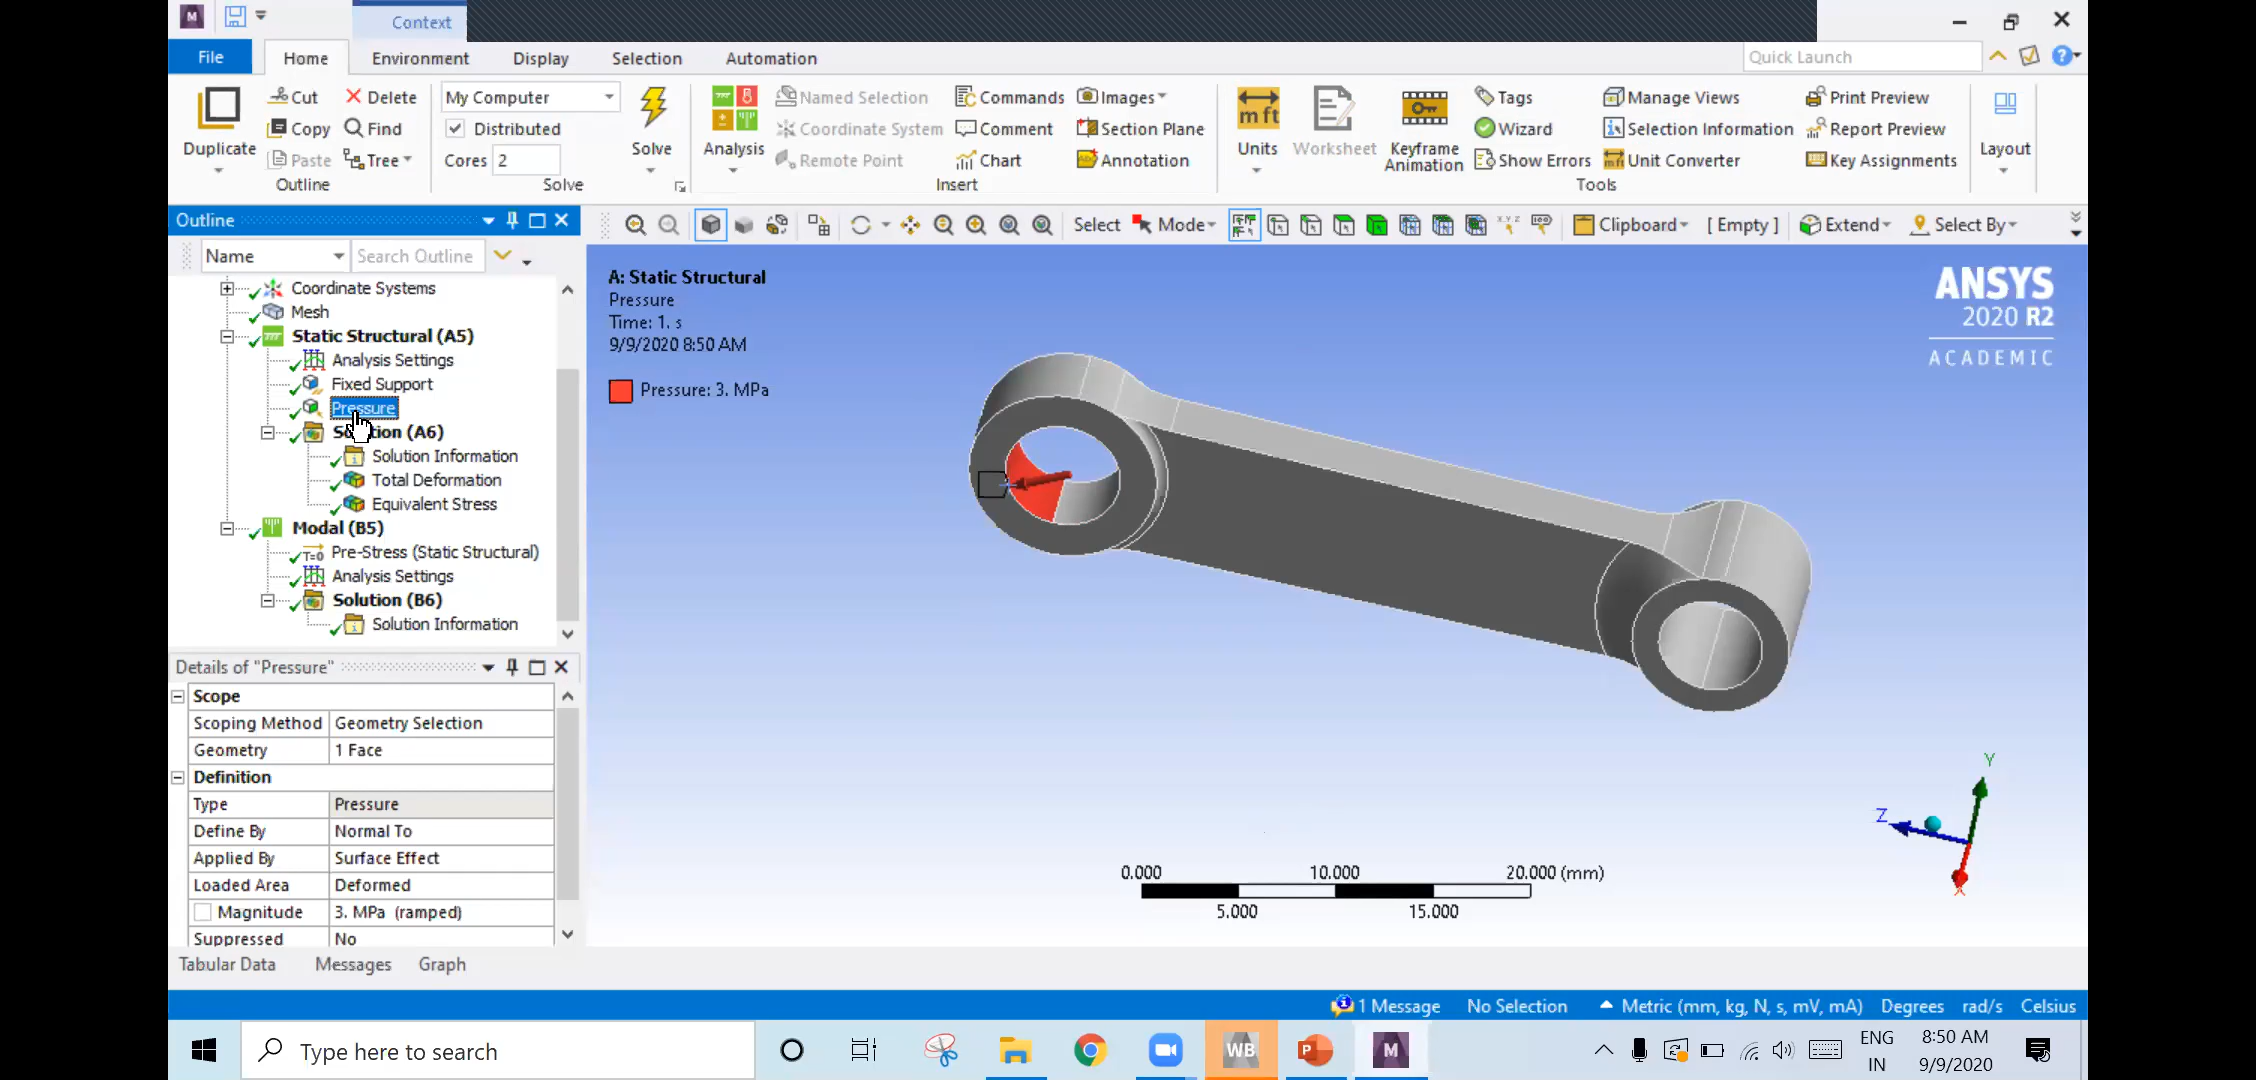 M
Context
File Home Environment Display Selection Automation
Quick Launch
Duplicate
Cut
Copy
Paste
Delete
Find
Tree
Outline
My Computer
Distributed
Cores 2
Solve
Solve
Analysis
Named Selection
Coordinate System
Remote Point
Commands
Comment
Chart
Images
Section Plane
Annotation
Insert
mft
Units
Worksheet
Keyframe
Animation
Tags
Wizard
Show Errors
Manage Views
Selection Information
Unit Converter
Print Preview
Report Preview
Key Assignments
Tools
Layout
Outline
Select Mode Clipboard [ Empty ] Extend Select By
Name Search Outline
Coordinate Systems
Mesh
Static Structural (A5)
Analysis Settings
Fixed Support
Pressure
Solution (A6)
Solution Information
Total Deformation
Equivalent Stress
Modal (B5)
T=0 Pre-Stress (Static Structural)
Analysis Settings
Solution (B6)
Solution Information
Details of "Pressure"
Scope
Scoping Method Geometry Selection
Geometry 1 Face
Definition
Type Pressure
Define By Normal To
Applied By Surface Effect
Loaded Area Deformed
Magnitude 3. MPa (ramped)
Suppressed No
Tabular Data Messages Graph
A: Static Structural
Pressure
Time: 1. s
9/9/2020 8:50 AM
Pressure: 3. MPa
ANSYS
2020 R2
ACADEMIC
Y
Z
X
0.000 10.000 20.000 (mm)
5.000 15.000
1 Message No Selection Metric (mm, kg, N, s, mV, mA) Degrees rad/s Celsius
Type here to search
WB
P
M
ENG
IN
8:50 AM
9/9/2020